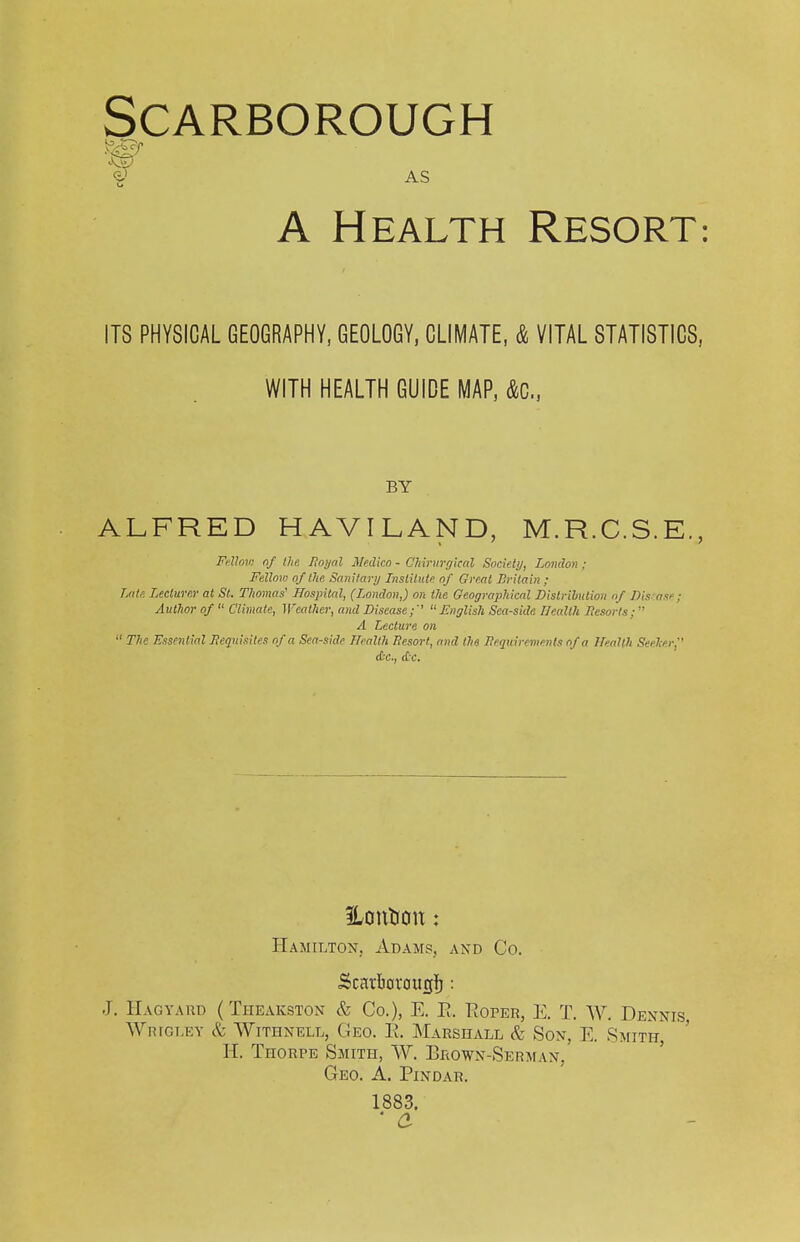 SCARBOROUGH
AS
A HEALTH RESORT:
ITS PHYSICAL GEOGRAPHY, GEOLOGY, CLIMATE, & VITAL STATISTICS,
WITH HEALTH GUIDE MAP, &C.,
BY
ALFRED HAVILAND, M.R.C.S.E.,
Fellow of the Royal Medico - Chirurgical Society, London;
Fellow of the Sanitary Institute of Great Britain;
Late Lecturer at St. Thomas' Hospital, (London,) on the Geographical Distribution of Disease;
Author of "Climate, Weather, and Disease;" "English Sea-side Health Resorts;"
A Lecture on
"The Essential Requisites of a Sea-side Health Resort, and the Requirements of a Health Seeker,"
&c., &c.
London:
HAMILTON, ADAMS, AND CO.
Scarborough:
J. HAGYARD (THEAKSTON & CO.), E. R. ROPER, E. T. W. DENNIS,
WRIGLEY & WITHNELL, GEO. R. MARSHALL & SON, E. SMITH,
H. THORPE SMITH, W. BROWN-SERMAN,
GEO. A. PINDAR.
1883.